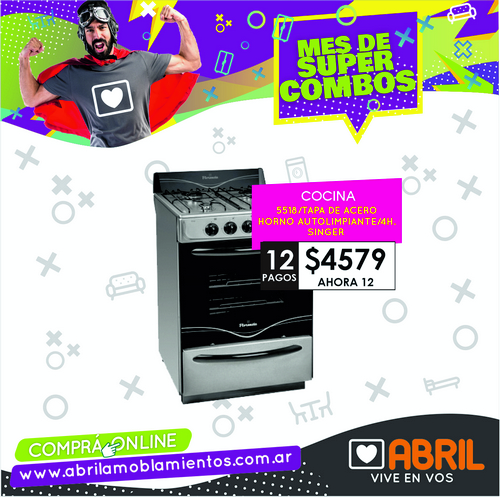 MES DE
SUPER
COMBOS
COCINA
5518/TAPA DE ACERO
HORNO AUTOLIMPIANTE/4H.
SINGER
12
PAGOS
$4579
AHORA 12
COMPRÁ ONLINE
www.abrilamoblamientos.com.ar
ABRIL
VIVE EN VOS